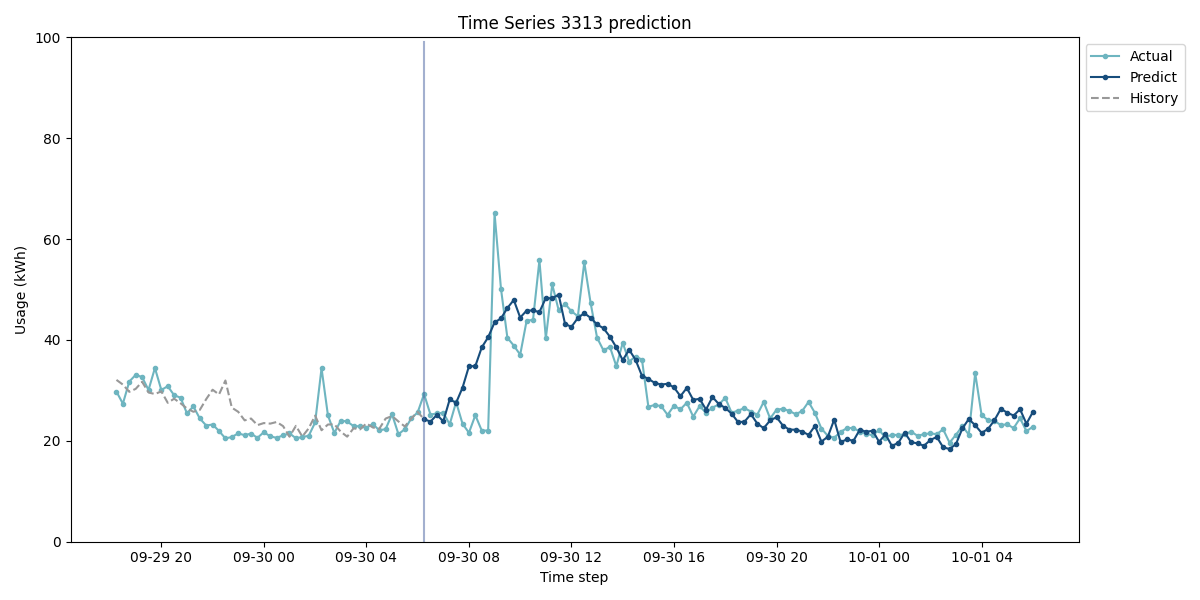 Time Series 3313 prediction
Usage (kWh)
100
80
60
40
20
0
09-29 20
09-30 00
09-30 04
09-30 08
09-30 12
09-30 16
09-30 20
10-01 00
10-01 04
Time step
Actual
Predict
History